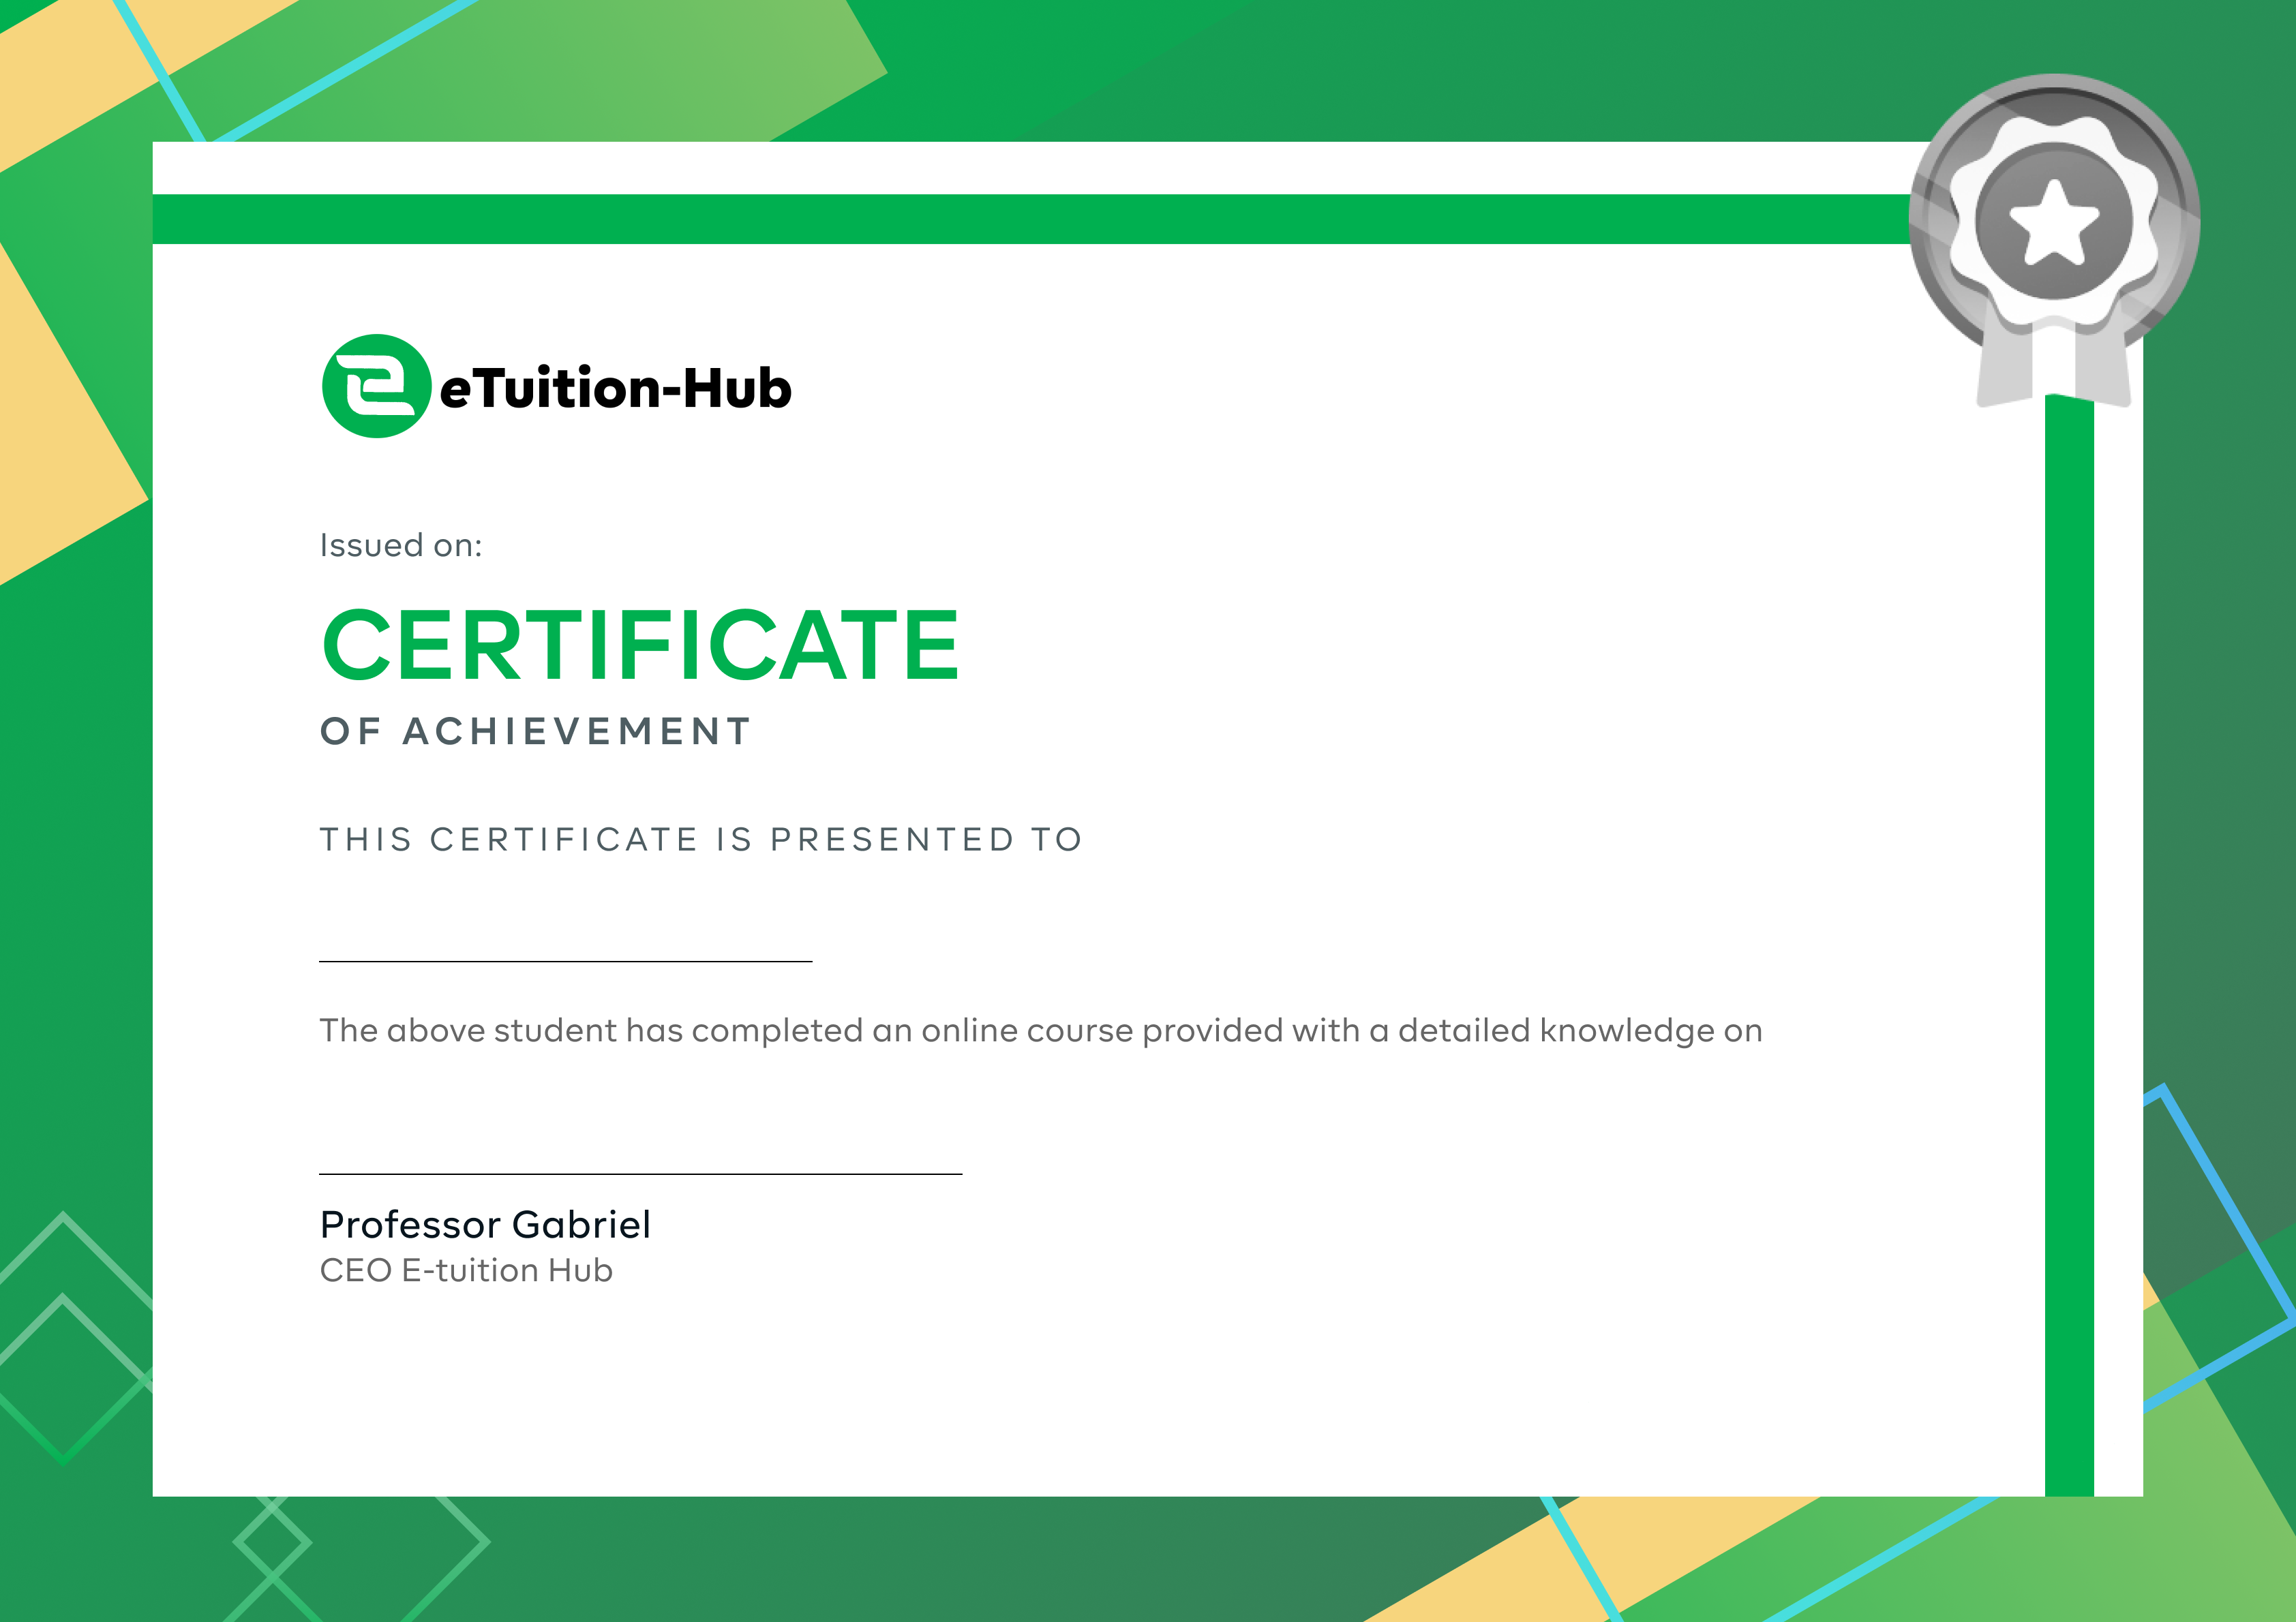 eTuition-Hub
Issued on:
CERTIFICATE
OF ACHIEVEMENT
THIS CERTIFICATE IS PRESENTED TO
The above student has completed an online course provided with a detailed knowledge on
Professor Gabriel
CEO E-tuition Hub